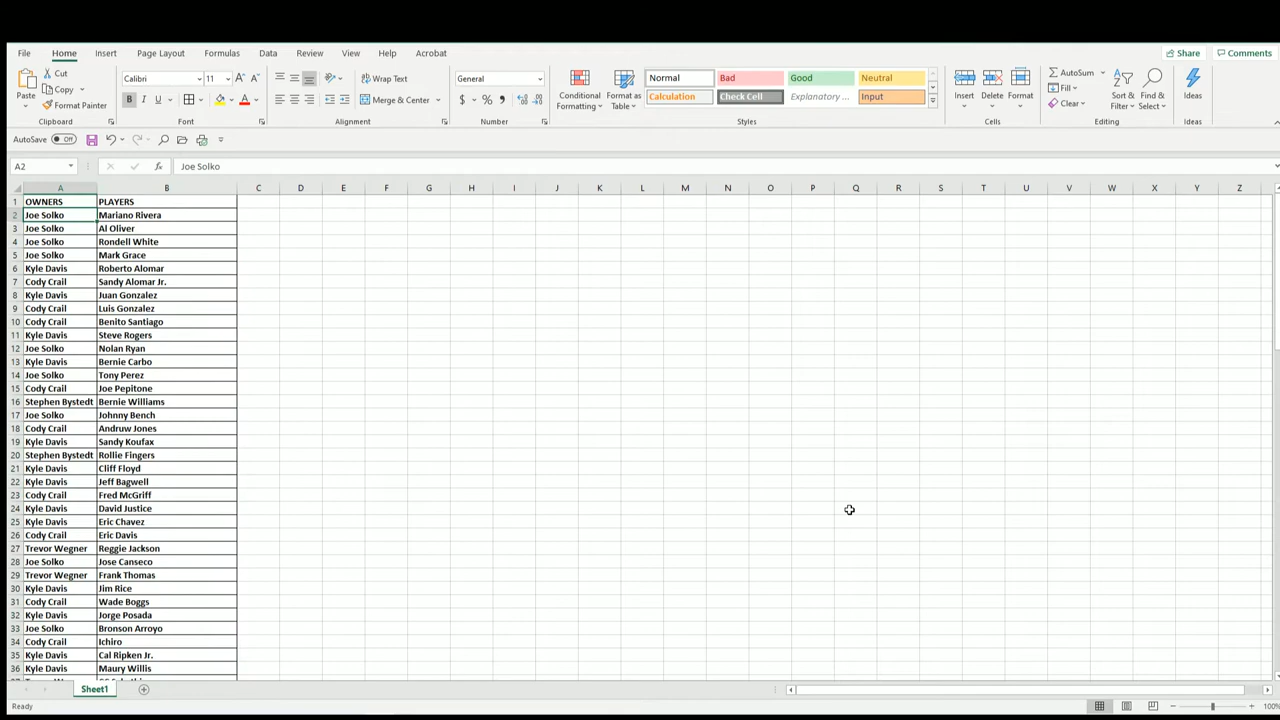 File Home Insert Page Layout Formulas Data Review View Help Acrobat Share Comments
Cut
Copy
Format Painter
Paste
Clipboard
Calibri 11
B I U
Font
Wrap Text
Merge & Center
Alignment
General
$ % ,
Number
Conditional Formatting
Format as Table
Normal Bad Good Neutral
Calculation Check Cell Explanatory ... Input
Styles
Insert Delete Format
Cells
AutoSum
Fill
Clear
Sort & Filter
Find & Select
Editing
Ideas
Ideas
AutoSave Off
A2 fx Joe Solko
A B C D E F G H I J K L M N O P Q R S T U V W X Y Z
1 OWNERS PLAYERS
2 Joe Solko Mariano Rivera
3 Joe Solko Al Oliver
4 Joe Solko Rondell White
5 Joe Solko Mark Grace
6 Kyle Davis Roberto Alomar
7 Cody Crail Sandy Alomar Jr.
8 Kyle Davis Juan Gonzalez
9 Cody Crail Luis Gonzalez
10 Cody Crail Benito Santiago
11 Kyle Davis Steve Rogers
12 Joe Solko Nolan Ryan
13 Kyle Davis Bernie Carbo
14 Joe Solko Tony Perez
15 Cody Crail Joe Pepitone
16 Stephen Bystedt Bernie Williams
17 Joe Solko Johnny Bench
18 Cody Crail Andruw Jones
19 Kyle Davis Sandy Koufax
20 Stephen Bystedt Rollie Fingers
21 Kyle Davis Cliff Floyd
22 Kyle Davis Jeff Bagwell
23 Cody Crail Fred McGriff
24 Kyle Davis David Justice
25 Kyle Davis Eric Chavez
26 Cody Crail Eric Davis
27 Trevor Wegner Reggie Jackson
28 Joe Solko Jose Canseco
29 Trevor Wegner Frank Thomas
30 Kyle Davis Jim Rice
31 Cody Crail Wade Boggs
32 Kyle Davis Jorge Posada
33 Joe Solko Bronson Arroyo
34 Cody Crail Ichiro
35 Kyle Davis Cal Ripken Jr.
36 Kyle Davis Maury Willis
Sheet1
Ready 100%